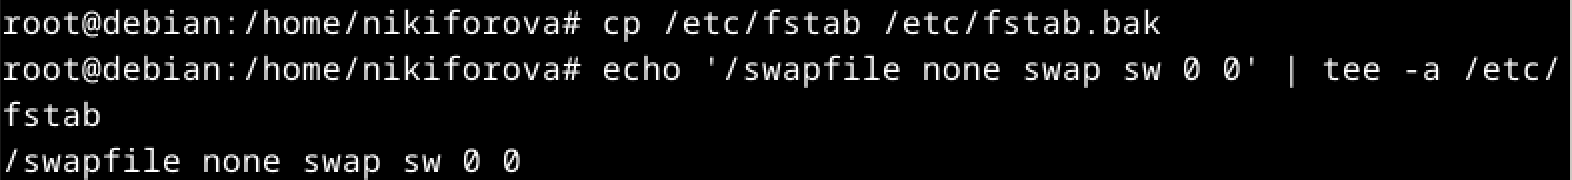 root@debian:/home/nikiforova# cp /etc/fstab /etc/fstab.bak
root@debian:/home/nikiforova# echo '/swapfile none swap sw 0 0' | tee -a /etc/
fstab
/swapfile none swap sw 0 0